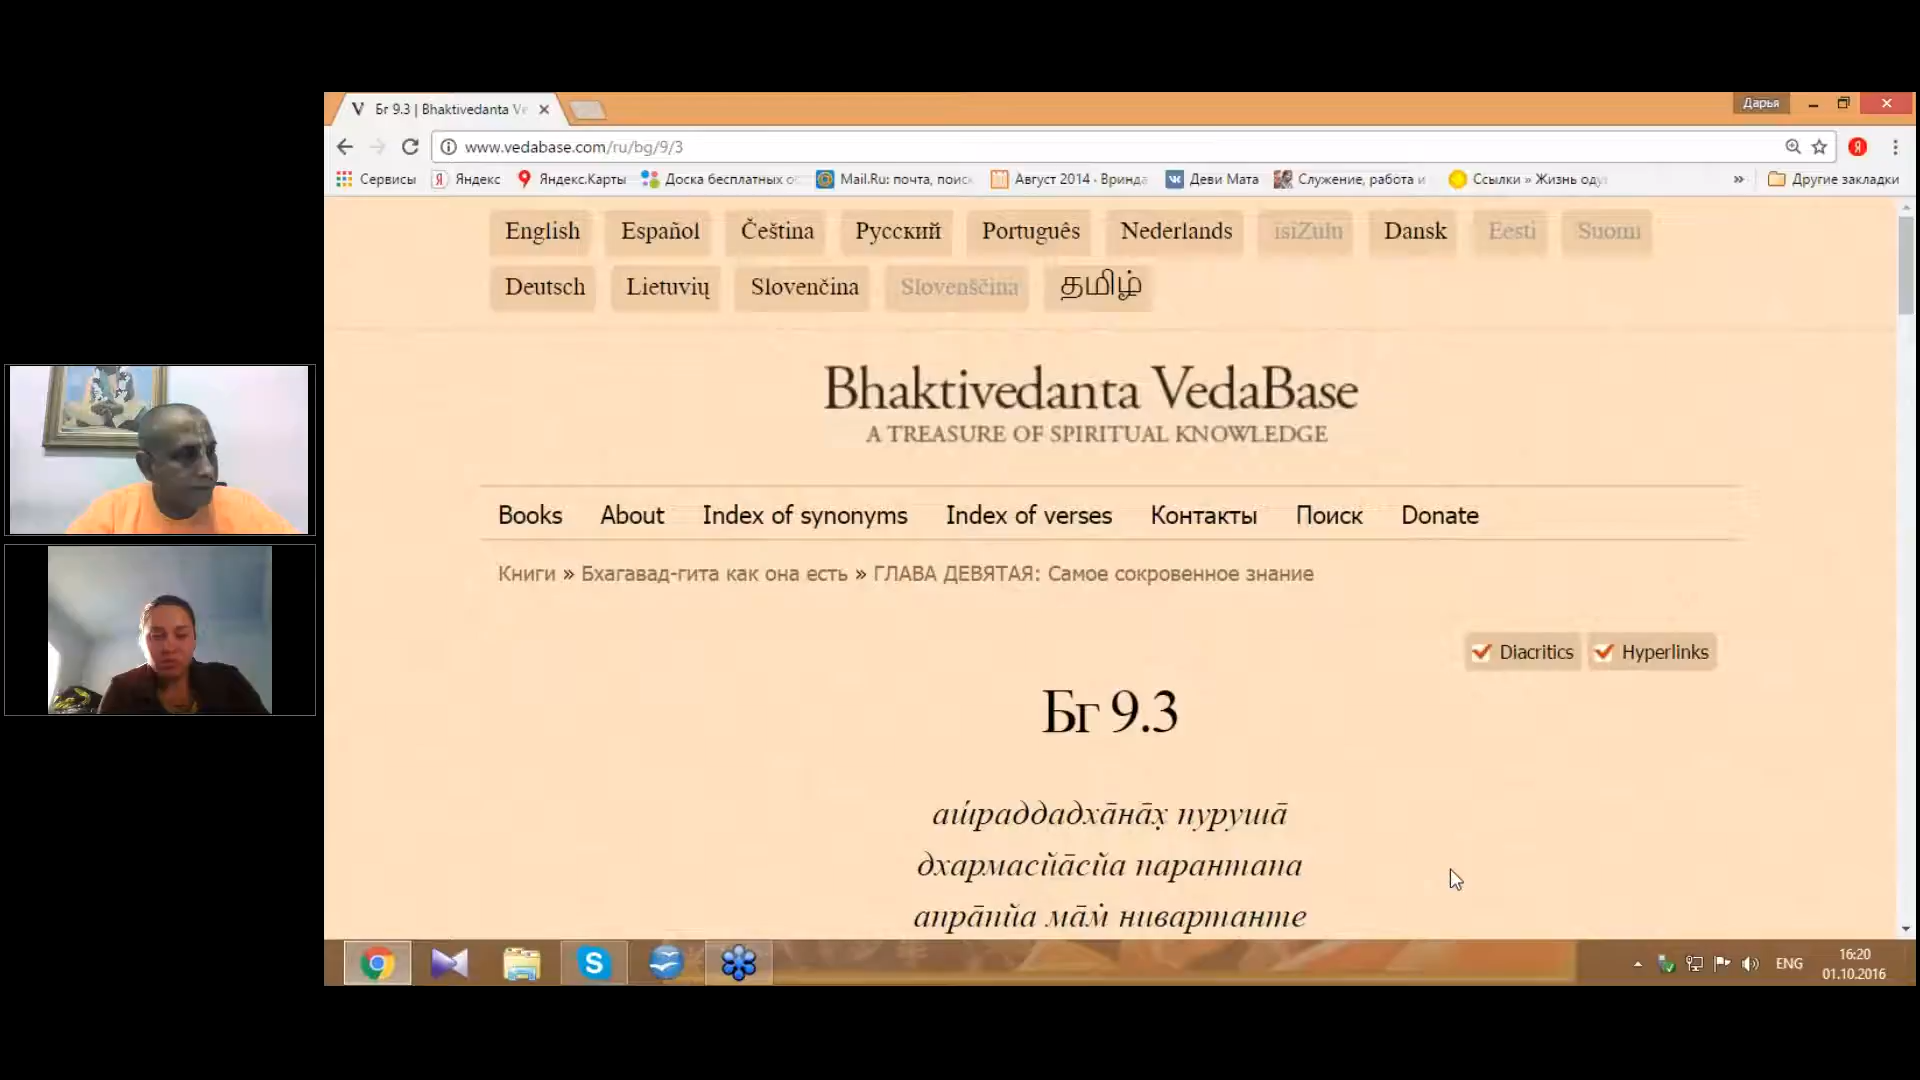 Бг 9.3 | Bhaktivedanta Ve
Дарья
www.vedabase.com/ru/bg/9/3
Сервисы Яндекс Яндекс.Карты Доска бесплатных о Mail.Ru: почта, поиск Август 2014 - Вринда Деви Мата Служение, работа и Ссылки » Жизнь оду » Другие закладки
English Español Čeština Русский Português Nederlands isiZulu Dansk Eesti Suomi
Deutsch Lietuvių Slovenčina Slovenščina தமிழ்
Bhaktivedanta VedaBase
A TREASURE OF SPIRITUAL KNOWLEDGE
Books About Index of synonyms Index of verses Контакты Поиск Donate
Книги » Бхагавад-гита как она есть » ГЛАВА ДЕВЯТАЯ: Самое сокровенное знание
Diacritics Hyperlinks
Бг 9.3
аш́раддадха̄на̄х̣ пуруша̄
дхармасйа̄сйа парантапа
апра̄пйа ма̄м̇ нивартанте
ENG
16:20
01.10.2016